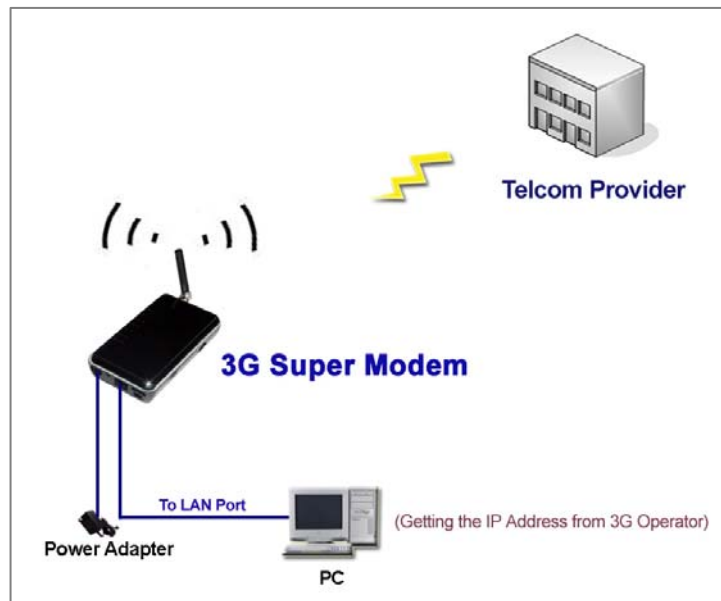 Telcom Provider
3G Super Modem
To LAN Port
(Getting the IP Address from 3G Operator)
Power Adapter
PC